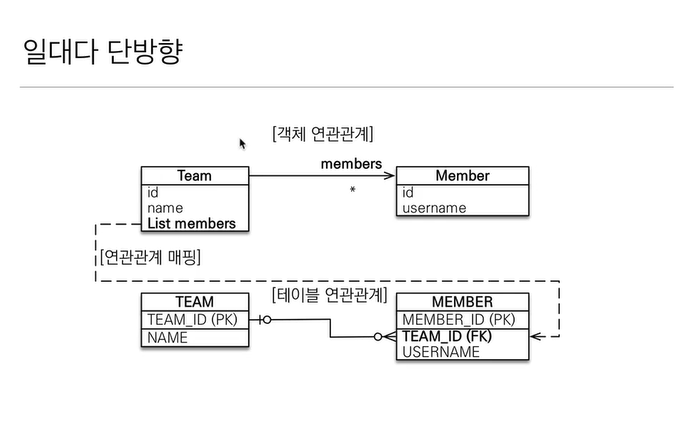 일대다 단방향
[객체 연관관계]
Team
id
name
List members
members
*
Member
id
username
[연관관계 매핑]
[테이블 연관관계]
TEAM
TEAM_ID (PK)
NAME
MEMBER
MEMBER_ID (PK)
TEAM_ID (FK)
USERNAME